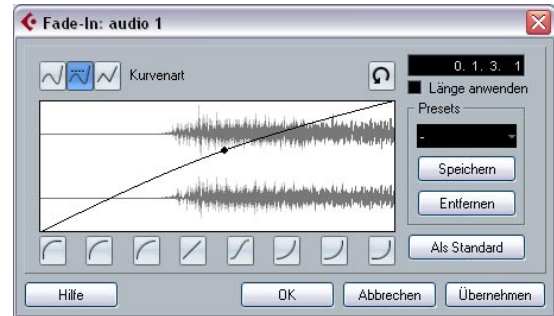 Fade-In: audio 1
Kurvenart
0. 1. 3. 1
Länge anwenden
Presets
-
Speichern
Entfernen
Als Standard
Hilfe
OK
Abbrechen
Übernehmen